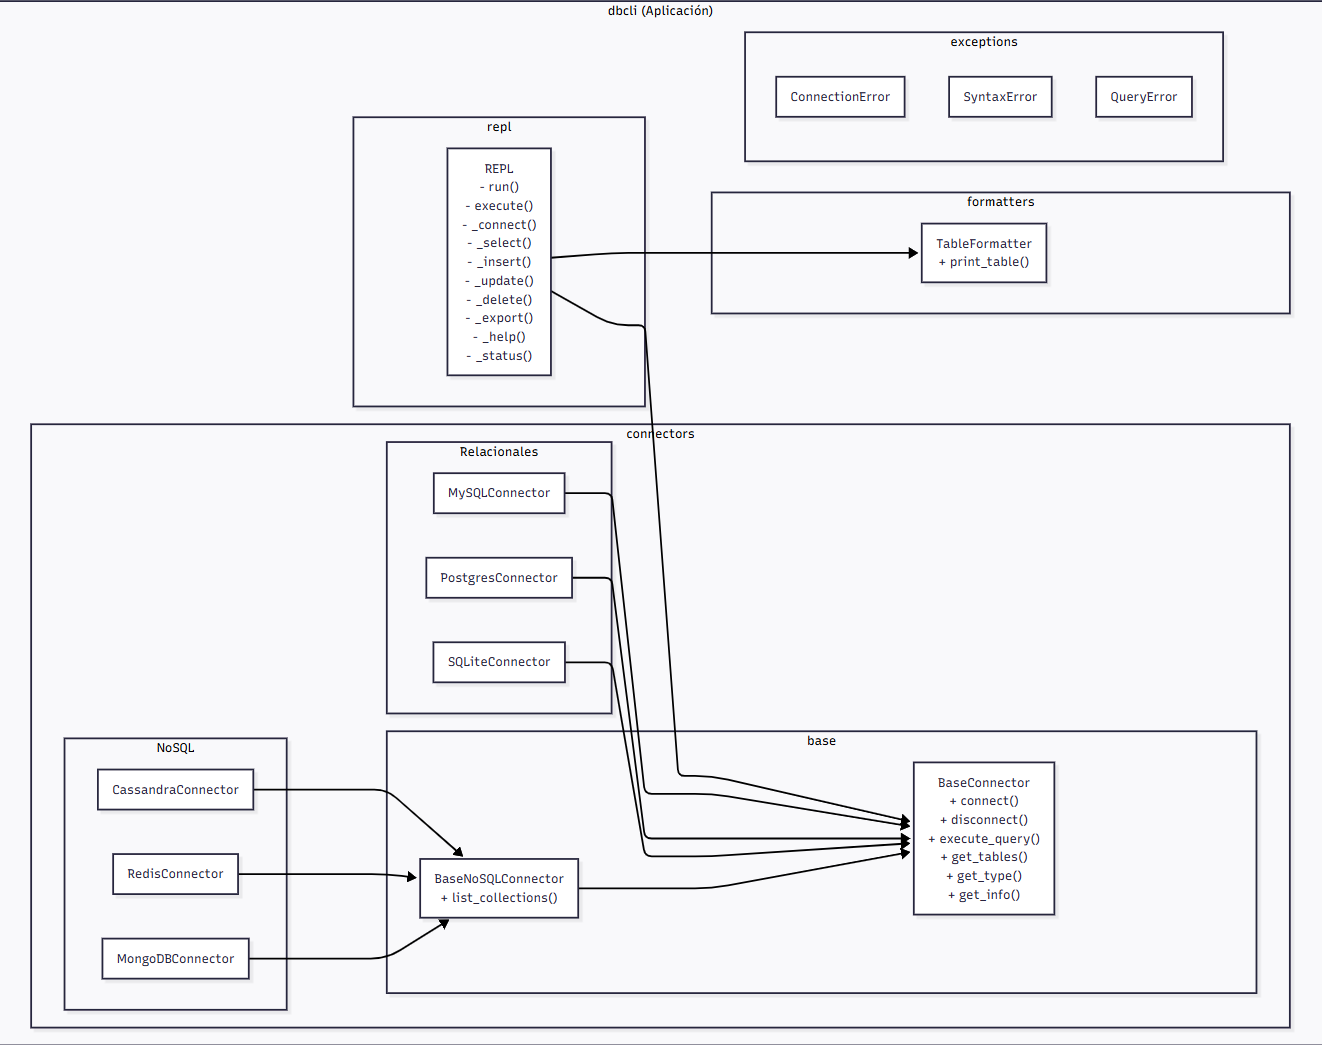 dbcli (Aplicación)
exceptions
ConnectionError
SyntaxError
QueryError
repl
REPL
- run()
- execute()
- _connect()
- _select()
- _insert()
- _update()
- _delete()
- _export()
- _help()
- _status()
formatters
TableFormatter
+ print_table()
connectors
Relacionales
MySQLConnector
PostgresConnector
SQLiteConnector
NoSQL
CassandraConnector
RedisConnector
MongoDBConnector
base
BaseNoSQLConnector
+ list_collections()
BaseConnector
+ connect()
+ disconnect()
+ execute_query()
+ get_tables()
+ get_type()
+ get_info()